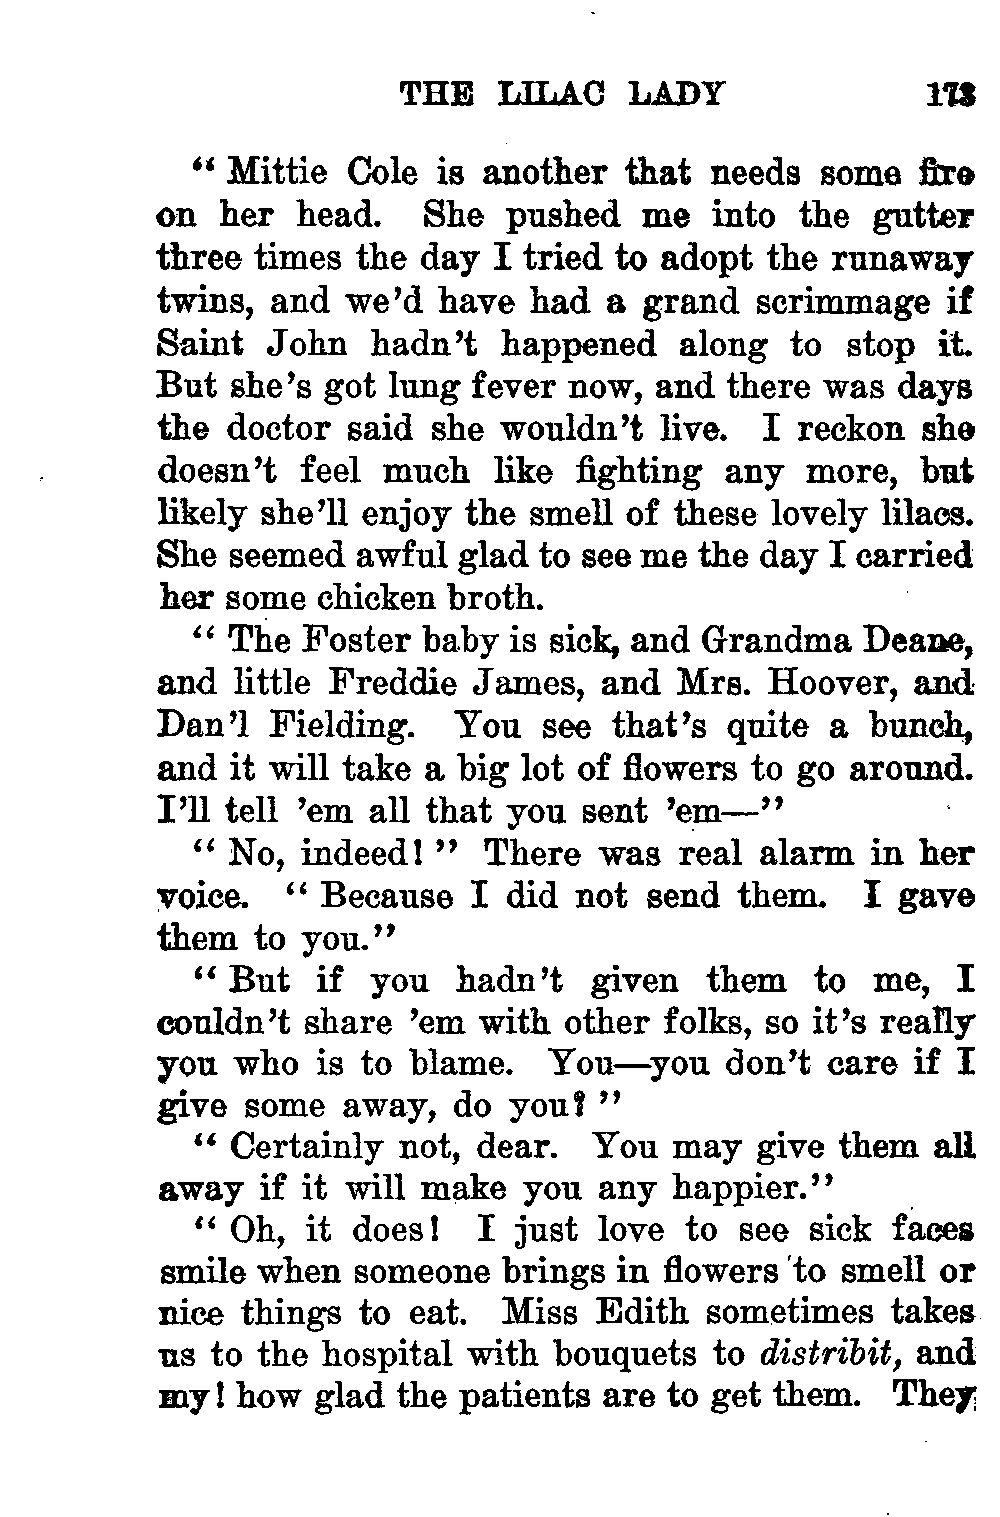 THE LILAC LADY 173
“ Mittie Cole is another that needs some fire
on her head. She pushed me into the gutter
three times the day I tried to adopt the runaway
twins, and we’d have had a grand scrimmage if
Saint John hadn’t happened along to stop it.
But she’s got lung fever now, and there was days
the doctor said she wouldn’t live. I reckon she
doesn’t feel much like fighting any more, but
likely she’ll enjoy the smell of these lovely lilacs.
She seemed awful glad to see me the day I carried
her some chicken broth.
“ The Foster baby is sick, and Grandma Deane,
and little Freddie James, and Mrs. Hoover, and
Dan’l Fielding. You see that’s quite a bunch,
and it will take a big lot of flowers to go around.
I’ll tell ’em all that you sent ’em—”
“ No, indeed! ” There was real alarm in her
voice. “ Because I did not send them. I gave
them to you.”
“ But if you hadn’t given them to me, I
couldn’t share ’em with other folks, so it’s really
you who is to blame. You—you don’t care if I
give some away, do you? ”
“ Certainly not, dear. You may give them all
away if it will make you any happier.”
“ Oh, it does! I just love to see sick faces
smile when someone brings in flowers to smell or
nice things to eat. Miss Edith sometimes takes
us to the hospital with bouquets to distribit, and
my! how glad the patients are to get them. They